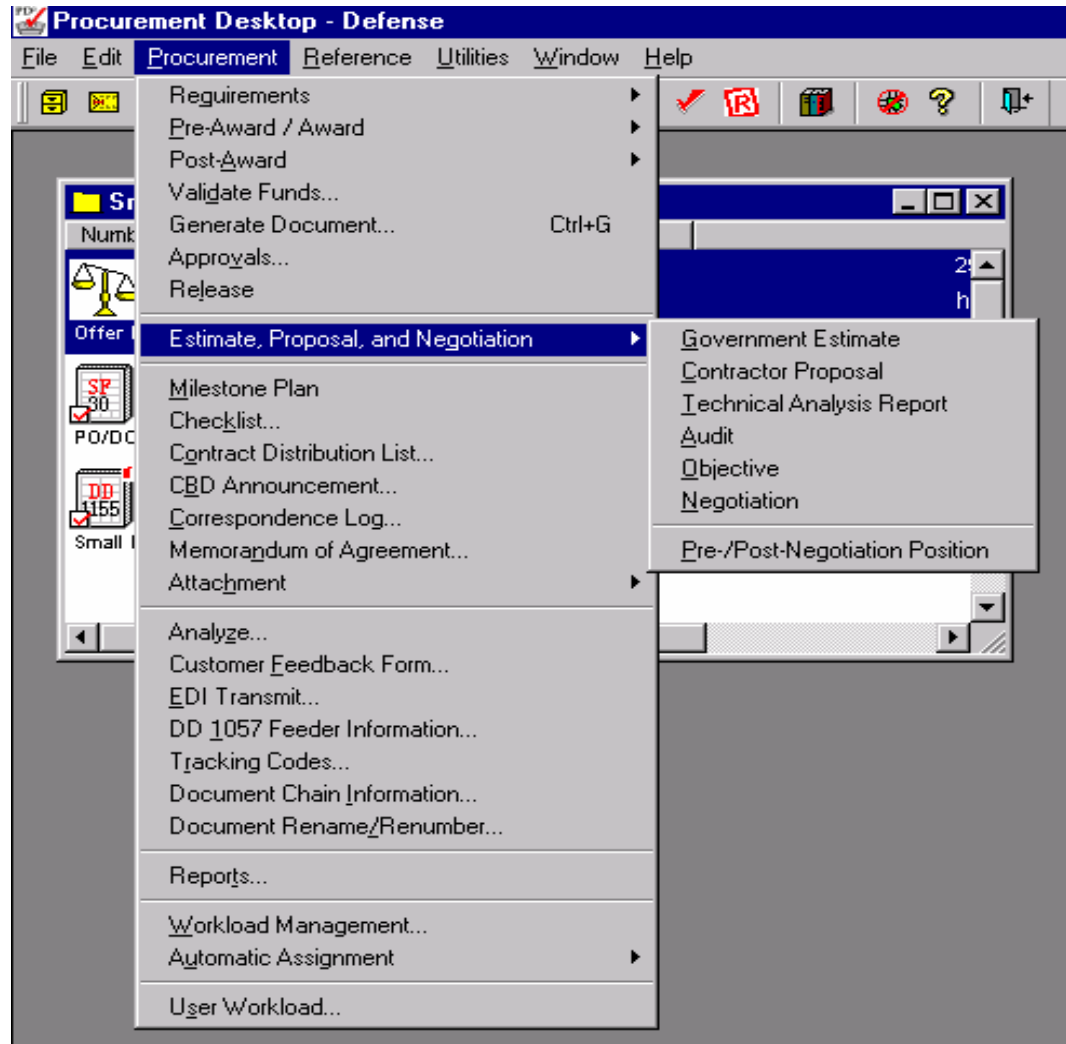 Procurement Desktop - Defense
File Edit Procurement Reference Utilities Window Help
Requirements
Pre-Award / Award
Post-Award
Validate Funds...
Generate Document... Ctrl+G
Approvals...
Release
Estimate, Proposal, and Negotiation
Milestone Plan
Checklist...
Contract Distribution List...
CBD Announcement...
Correspondence Log...
Memorandum of Agreement...
Attachment
Analyze...
Customer Feedback Form...
EDI Transmit...
DD 1057 Feeder Information...
Tracking Codes...
Document Chain Information...
Document Rename/Renumber...
Reports...
Workload Management...
Automatic Assignment
User Workload...
Government Estimate
Contractor Proposal
Technical Analysis Report
Audit
Objective
Negotiation
Pre-/Post-Negotiation Position
Offer
SF
30
PO/DO
DD
1155
Small